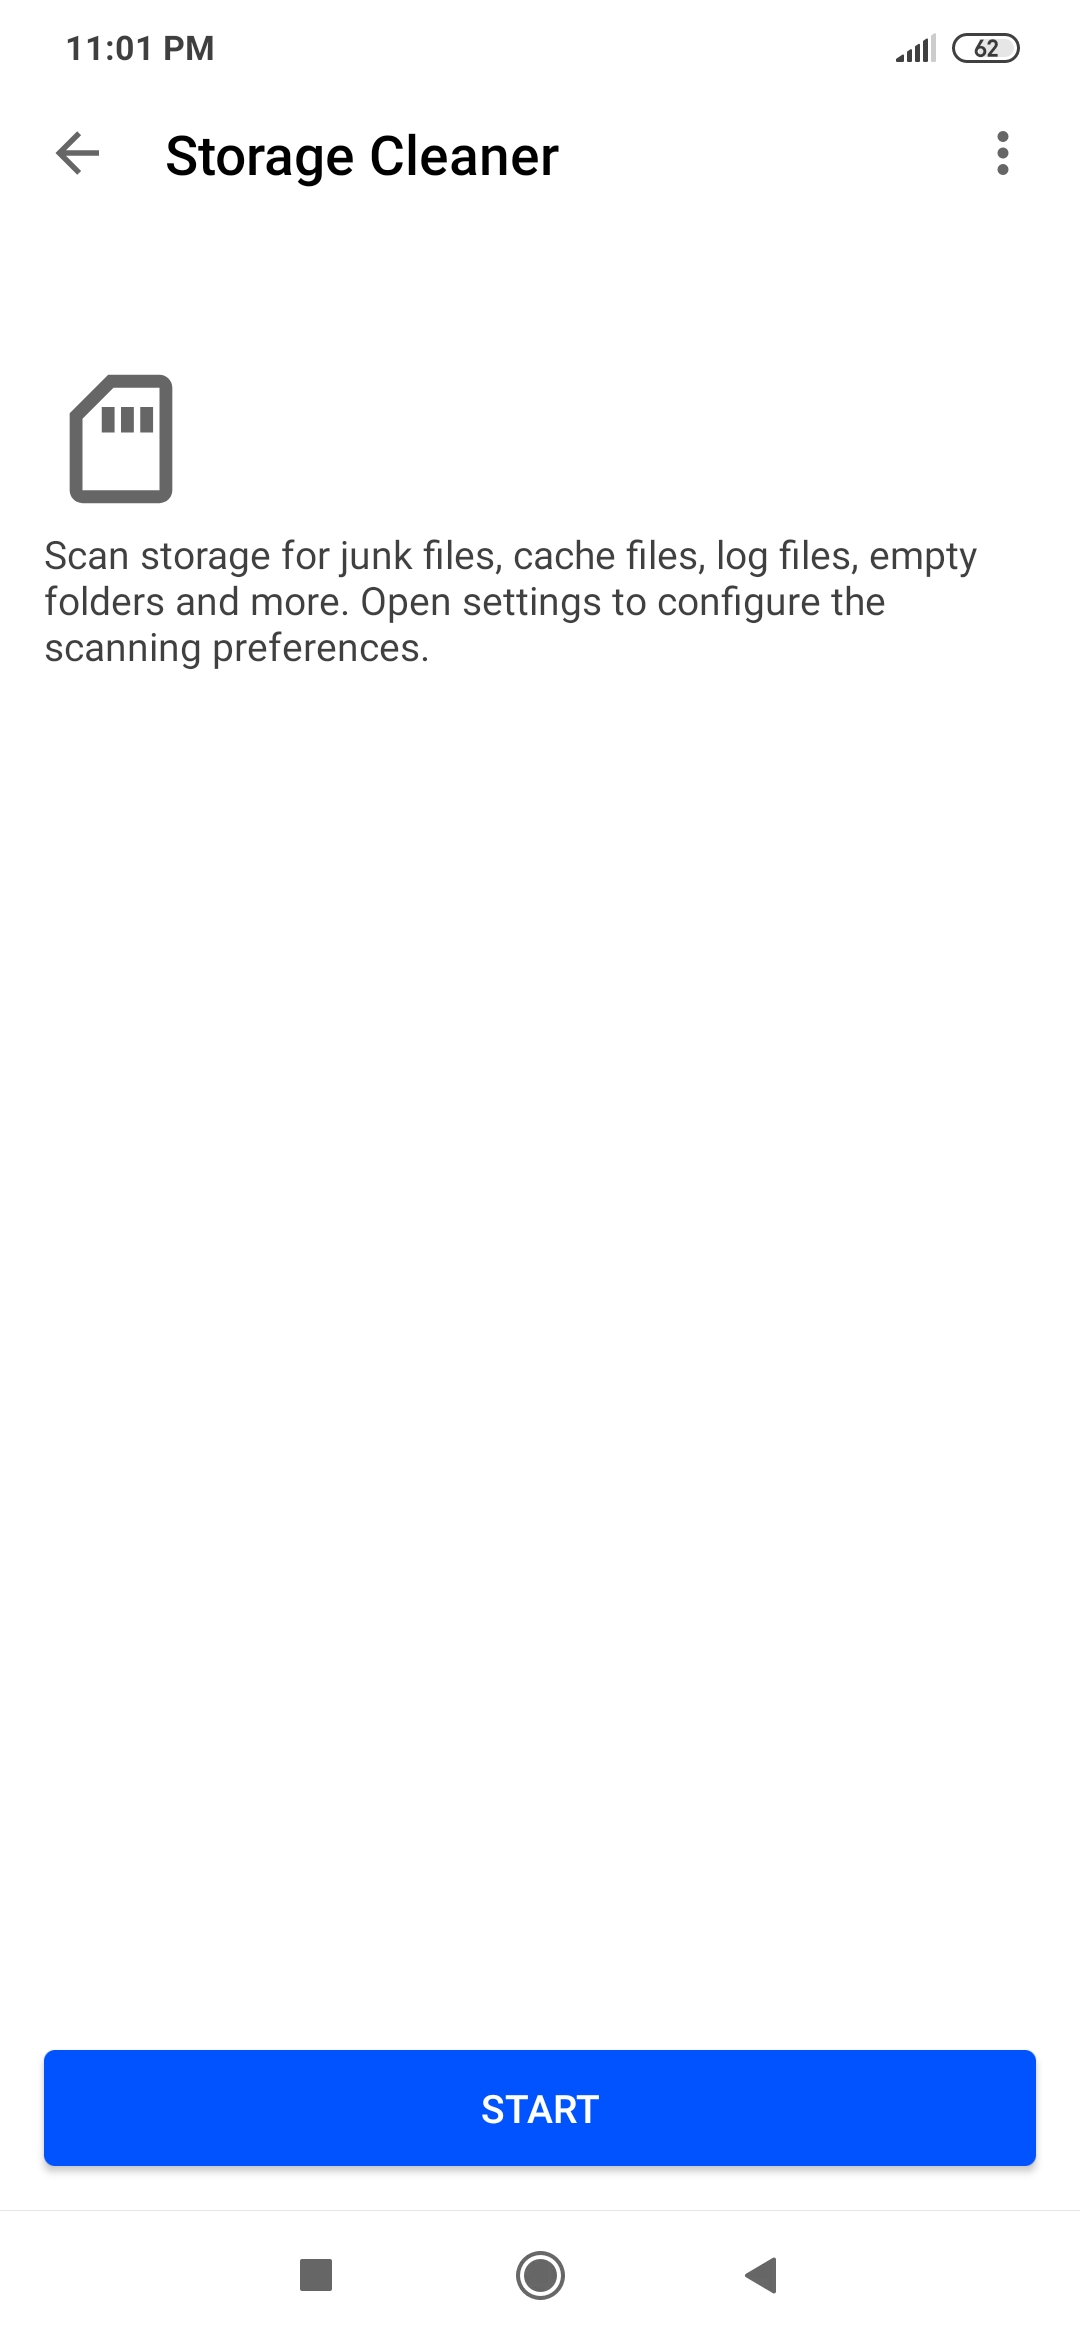 11:01 PM
62
Storage Cleaner
Scan storage for junk files, cache files, log files, empty
folders and more. Open settings to configure the
scanning preferences.
START